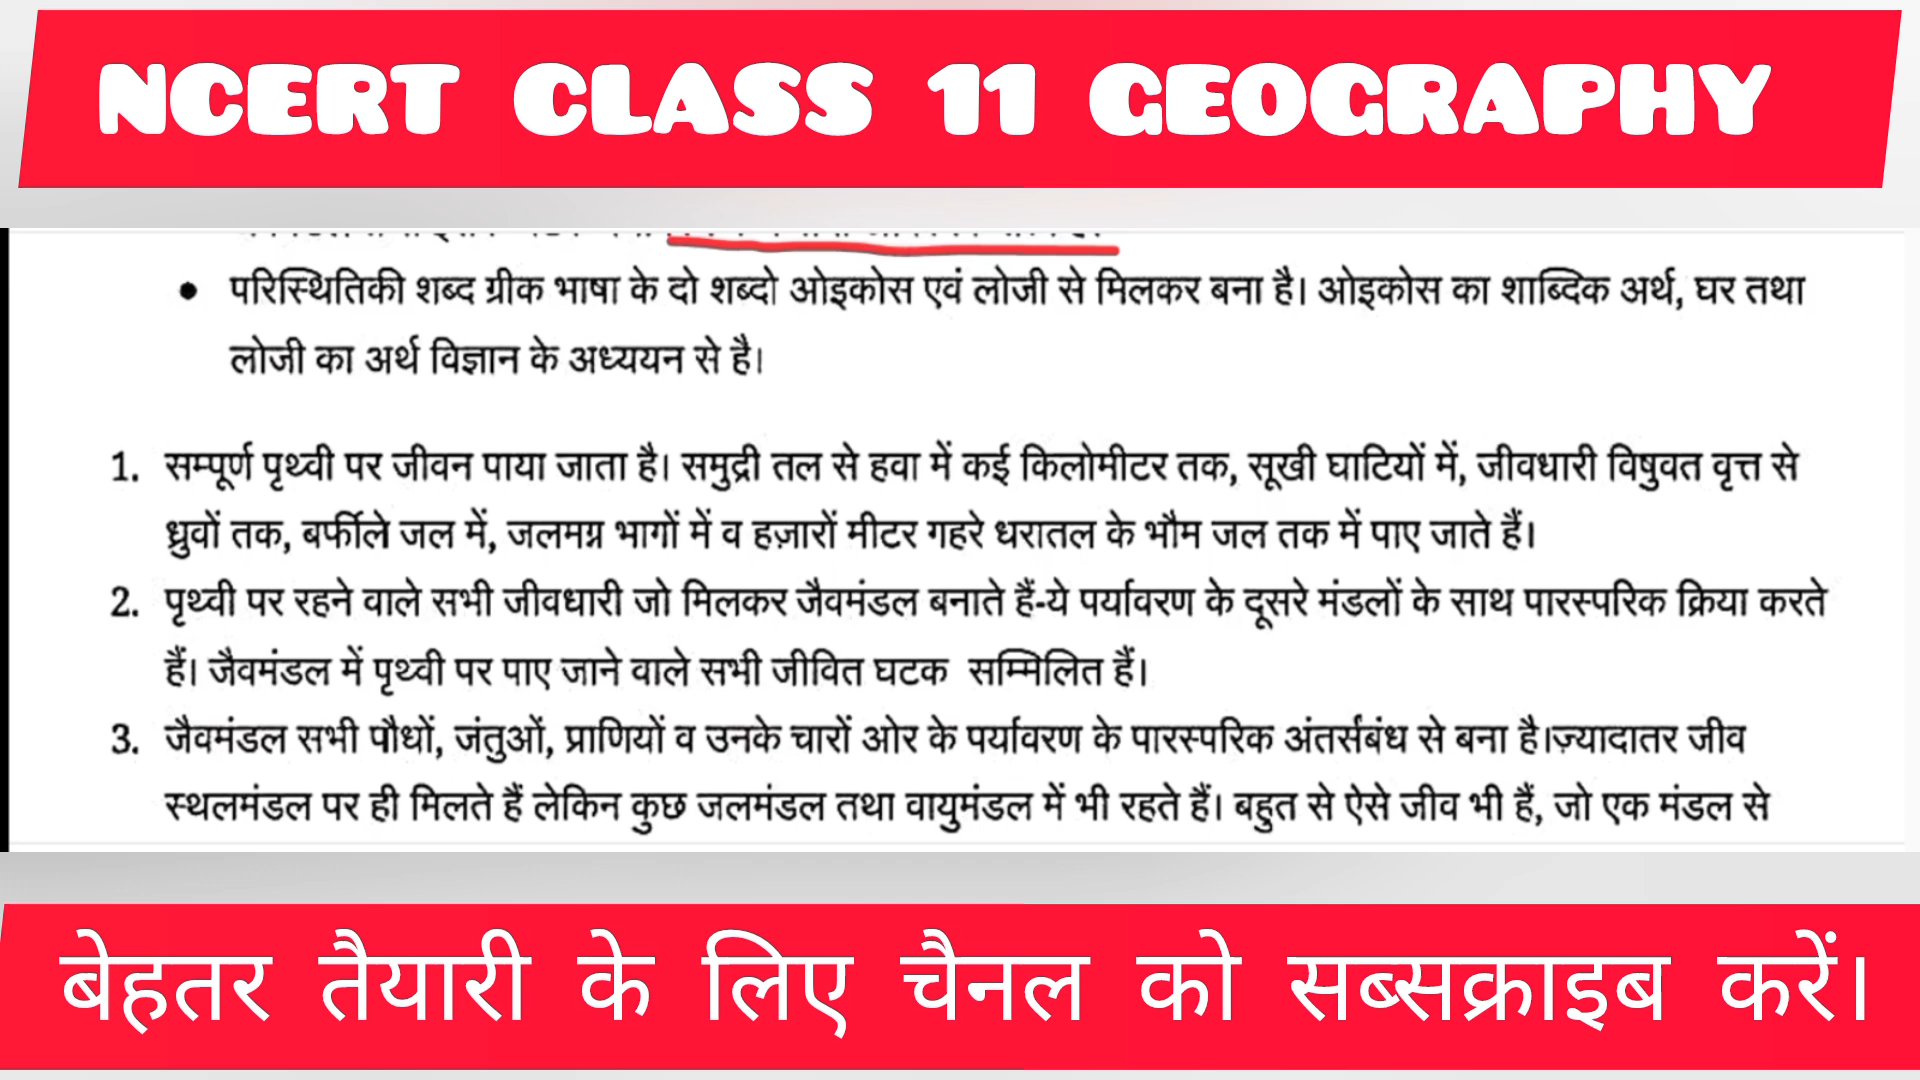 NCERT CLASS 11 GEOGRAPHY
• परिस्थितिकी शब्द ग्रीक भाषा के दो शब्दो ओइकोस एवं लोजी से मिलकर बना है। ओइकोस का शाब्दिक अर्थ, घर तथा
लोजी का अर्थ विज्ञान के अध्ययन से है।
1. सम्पूर्ण पृथ्वी पर जीवन पाया जाता है। समुद्री तल से हवा में कई किलोमीटर तक, सूखी घाटियों में, जीवधारी विषुवत वृत्त से
ध्रुवों तक, बर्फीले जल में, जलमग्न भागों में व हज़ारों मीटर गहरे धरातल के भौम जल तक में पाए जाते हैं।
2. पृथ्वी पर रहने वाले सभी जीवधारी जो मिलकर जैवमंडल बनाते हैं-ये पर्यावरण के दूसरे मंडलों के साथ पारस्परिक क्रिया करते
हैं। जैवमंडल में पृथ्वी पर पाए जाने वाले सभी जीवित घटक सम्मिलित हैं।
3. जैवमंडल सभी पौधों, जंतुओं, प्राणियों व उनके चारों ओर के पर्यावरण के पारस्परिक अंतर्संबंध से बना है।ज़्यादातर जीव
स्थलमंडल पर ही मिलते हैं लेकिन कुछ जलमंडल तथा वायुमंडल में भी रहते हैं। बहुत से ऐसे जीव भी हैं, जो एक मंडल से
बेहतर तैयारी के लिए चैनल को सब्सक्राइब करें।